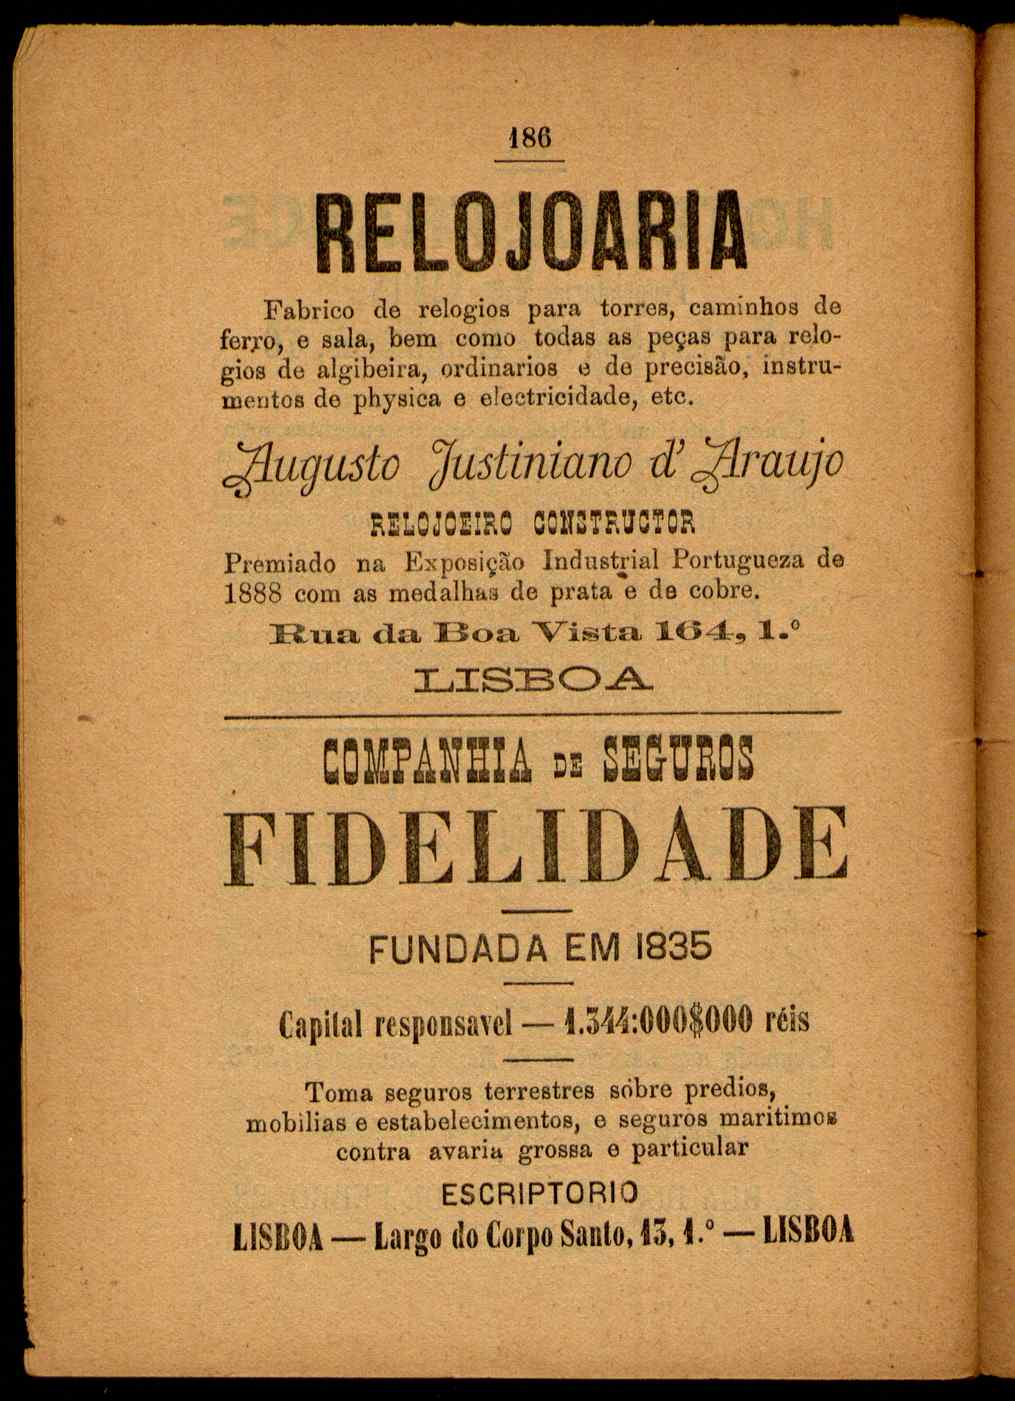 186
RELOJOARIA
Fabrico de relogios para torres, caminhos de
ferro, e sala, bem como todas as peças para relo-
gios de algibeira, ordinarios e de precisão, instru-
mentos de physica e electricidade, etc.
Augusto Justiniano d'Araujo
RELOJOEIRO CONSTRUCTOR
Premiado na Exposição Industrial Portugueza de
1888 com as medalhas de prata e de cobre.
Rua da Boa Vista 164, 1.º
LISBOA
COMPANHIA DE SEGUROS
FIDELIDADE
FUNDADA EM 1835
Capital responsavel — 1.344:000$000 réis
Toma seguros terrestres sóbre predios,
mobilias e estabelecimentos, e seguros maritimos
contra avaria grossa e particular
ESCRIPTORIO
LISBOA — Largo do Corpo Santo, 13, 1.º — LISBOA